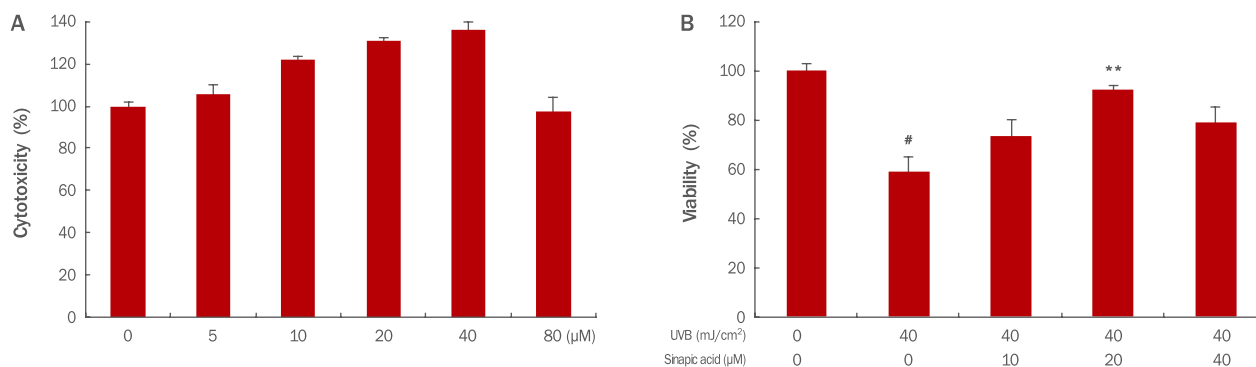 A
Cytotoxicity (%)
140
120
100
80
60
40
20
0
0 5 10 20 40 80 (µM)
B
Viability (%)
120
100
80
60
40
20
0
#
**
UVB (mJ/cm²) 0 40 40 40 40
Sinapic acid (µM) 0 0 10 20 40